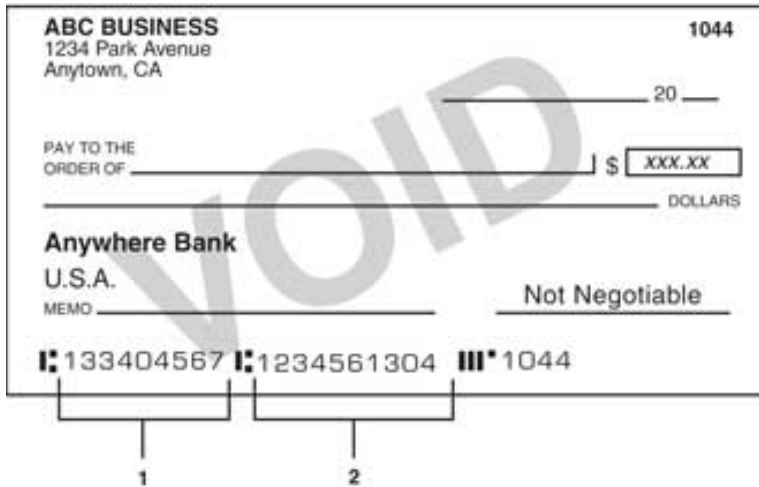 ABC BUSINESS
1044
1234 Park Avenue
Anytown, CA
20
PAY TO THE
ORDER OF
$ XXX.XX
DOLLARS
VOID
Anywhere Bank
U.S.A.
MEMO
Not Negotiable
⑆133404567⑆1234561304⑈1044
1
2